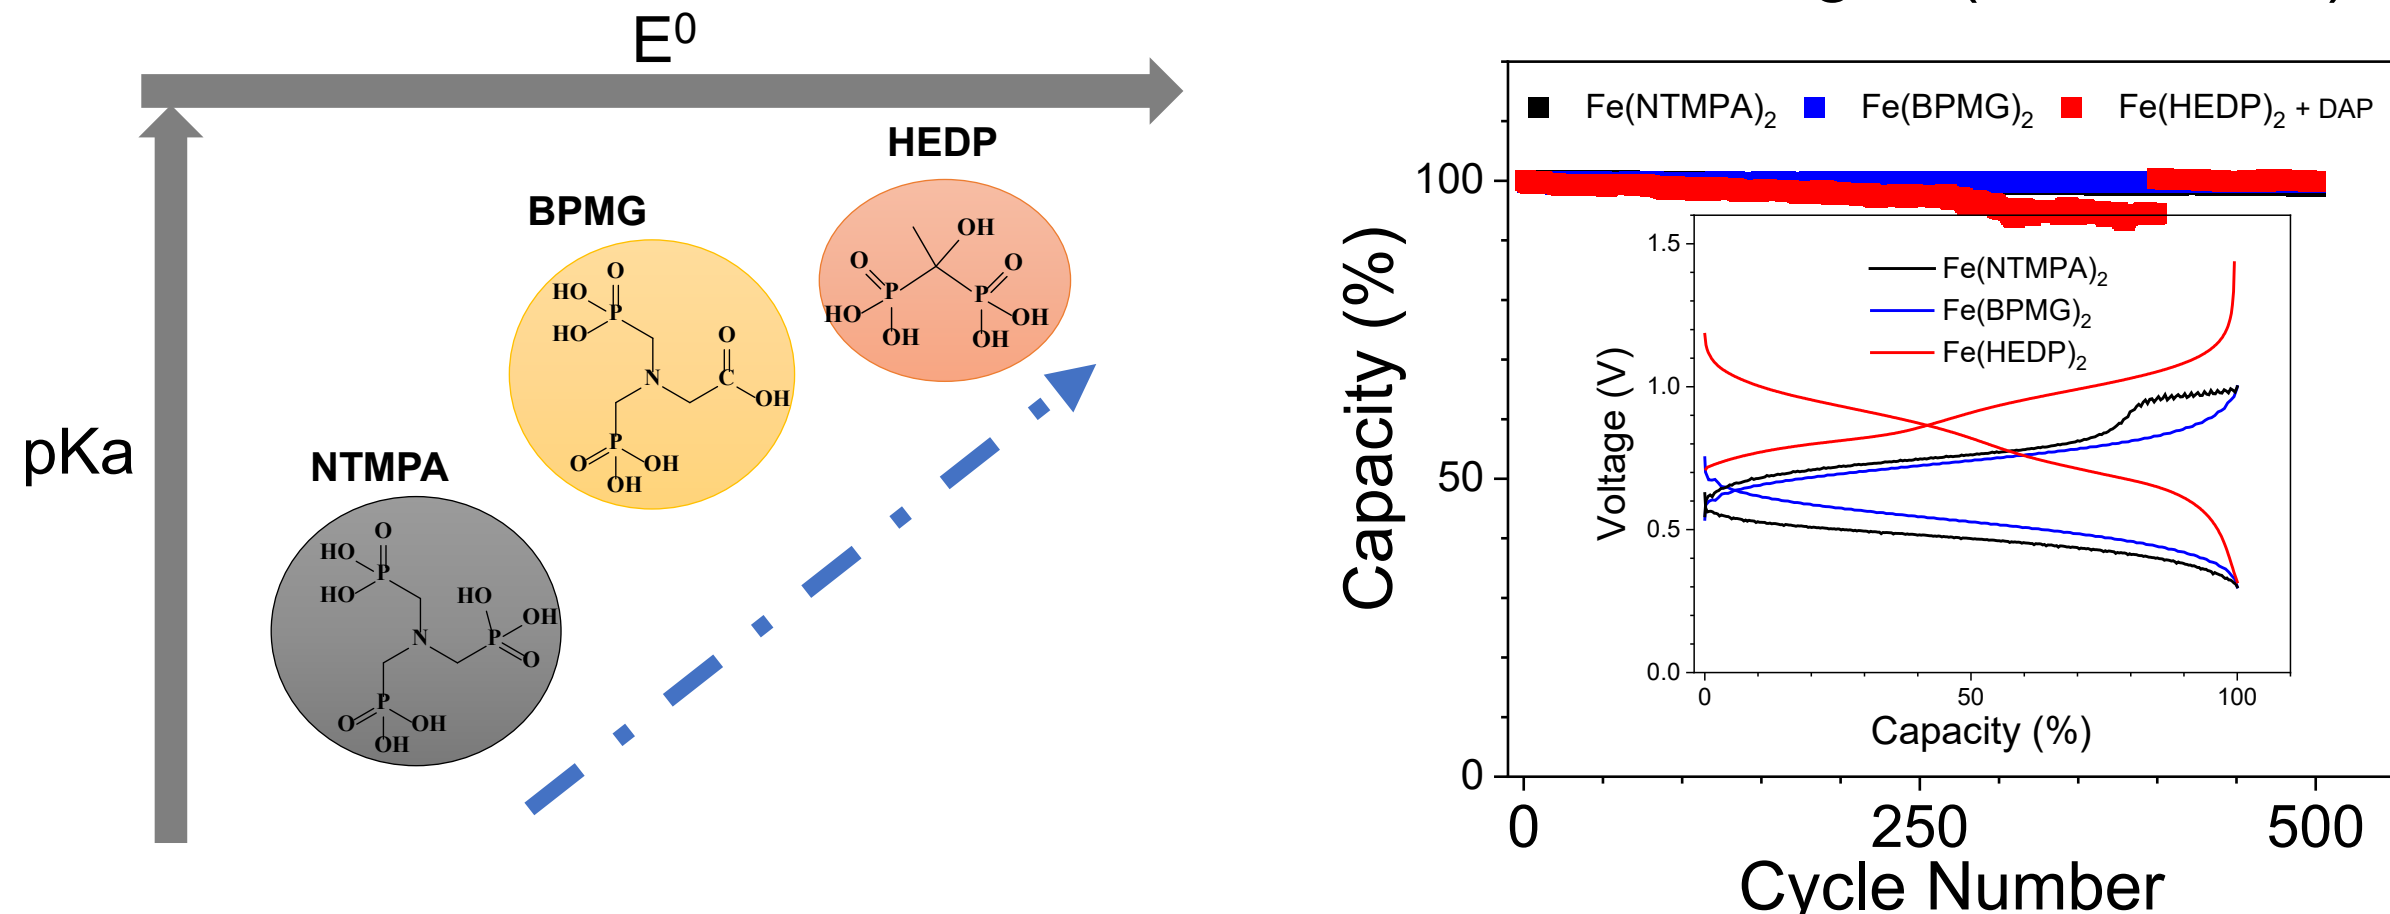 E⁰
pKa
HEDP
BPMG
NTMPA
OH
O
O
P
P
HO
OH
OH
OH
O
HO
P
HO
O
N
C
OH
P
O
OH
OH
O
HO
P
HO
HO
OH
N
P
O
P
O
OH
OH
Fe(NTMPA)₂
Fe(BPMG)₂
Fe(HEDP)₂ + DAP
100
50
0
Capacity (%)
0
250
500
Cycle Number
1.5
1.0
0.5
0.0
Voltage (V)
Fe(NTMPA)₂
Fe(BPMG)₂
Fe(HEDP)₂
0
50
100
Capacity (%)